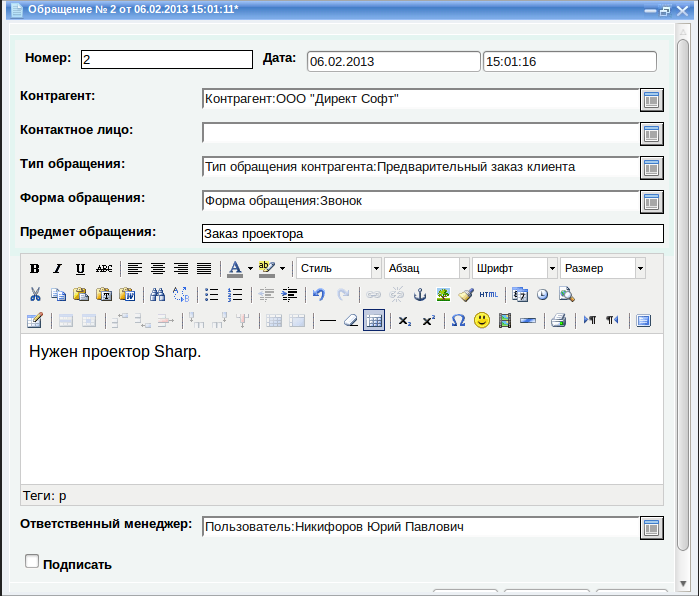 Обращение № 2 от 06.02.2013 15:01:11*
Номер: 2 Дата: 06.02.2013 15:01:16
Контрагент: Контрагент:ООО "Директ Софт"
Контактное лицо:
Тип обращения: Тип обращения контрагента:Предварительный заказ клиента
Форма обращения: Форма обращения:Звонок
Предмет обращения: Заказ проектора
B I U ABC A ab Стиль Абзац Шрифт Размер
HTML
x₂ x² Ω
Нужен проектор Sharp.
Теги: p
Ответственный менеджер: Пользователь:Никифоров Юрий Павлович
Подписать